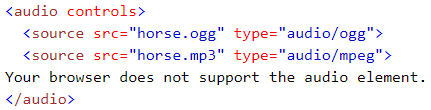 <audio controls>
  <source src="horse.ogg" type="audio/ogg">
  <source src="horse.mp3" type="audio/mpeg">
Your browser does not support the audio element.
</audio>